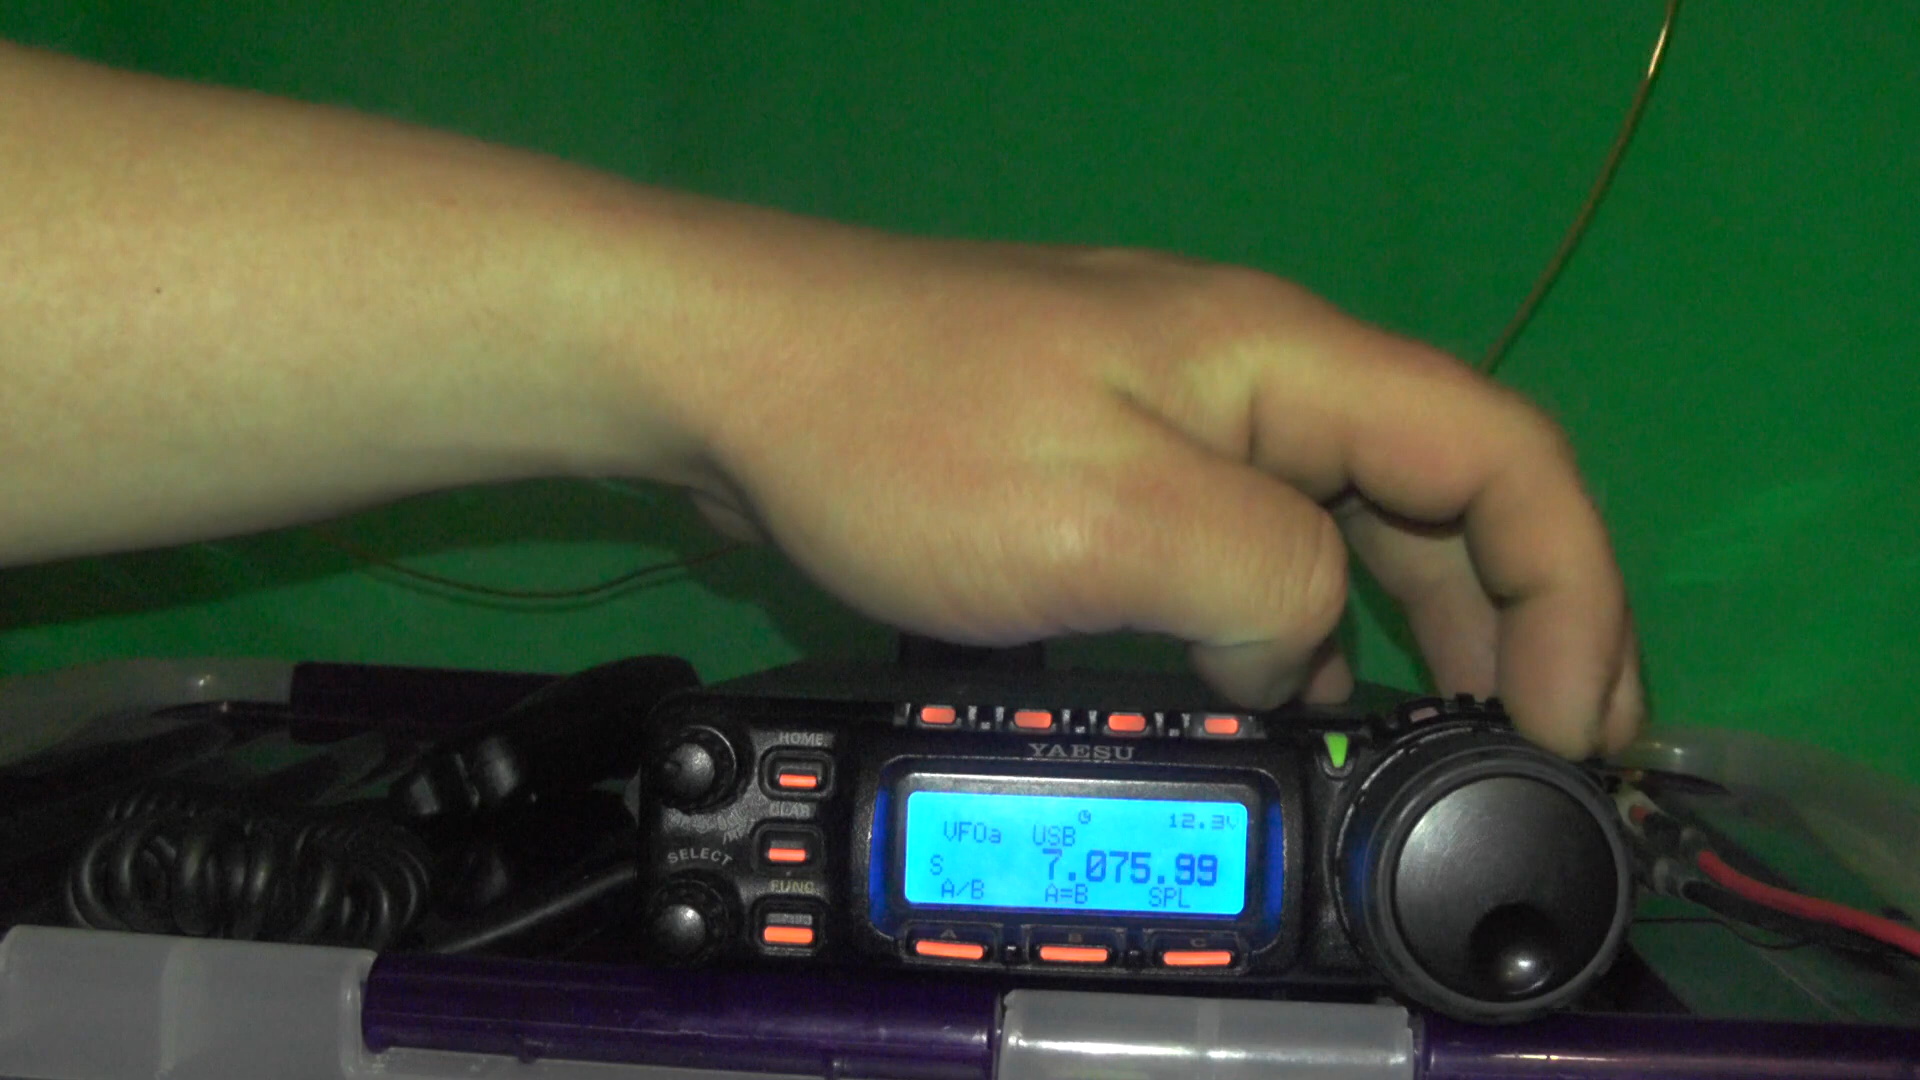 HOME
YAESU
SELECT
FUNC
12.3V
VFOa USB
S 7.075.99
A/B A=B SPL
A B C